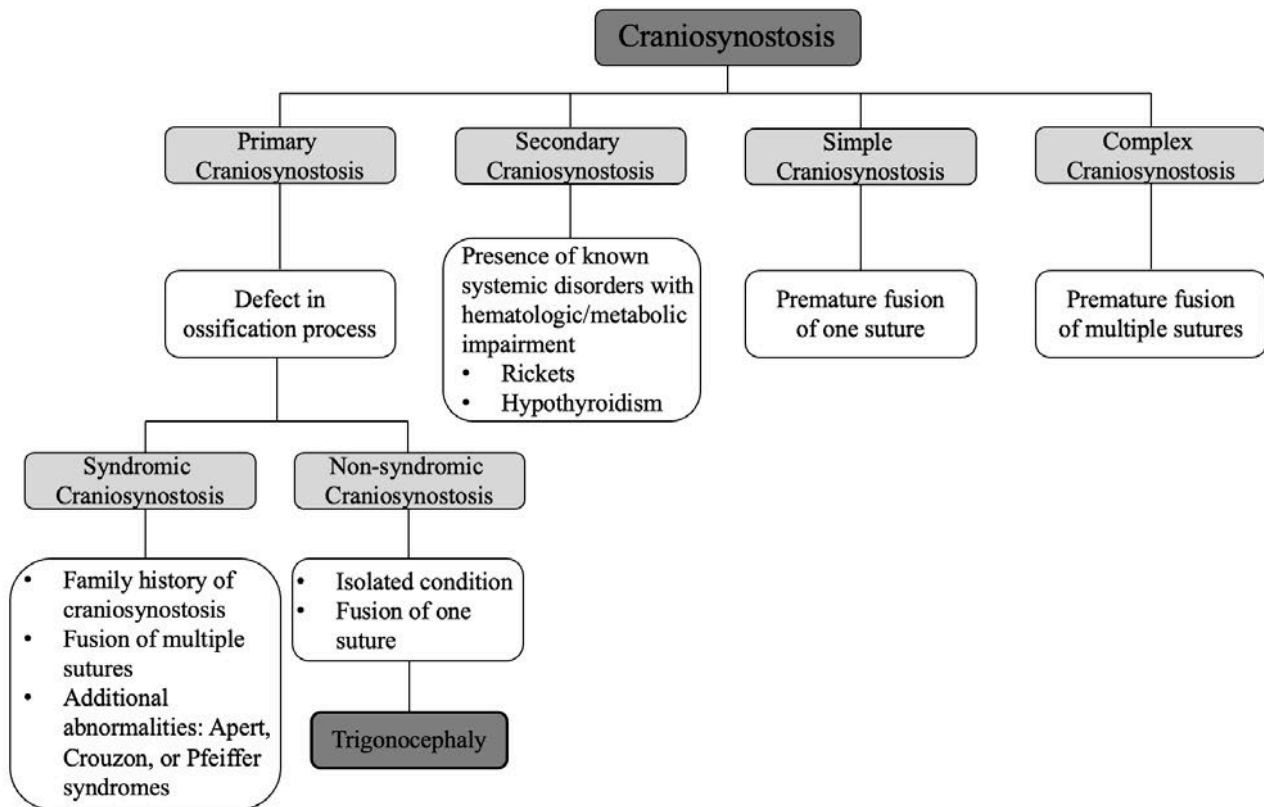 Craniosynostosis
Primary
Craniosynostosis
Secondary
Craniosynostosis
Simple
Craniosynostosis
Complex
Craniosynostosis
Defect in
ossification process
Presence of known
systemic disorders with
hematologic/metabolic
impairment
• Rickets
• Hypothyroidism
Premature fusion
of one suture
Premature fusion
of multiple sutures
Syndromic
Craniosynostosis
Non-syndromic
Craniosynostosis
• Family history of
craniosynostosis
• Fusion of multiple
sutures
• Additional
abnormalities: Apert,
Crouzon, or Pfeiffer
syndromes
• Isolated condition
• Fusion of one
suture
Trigonocephaly